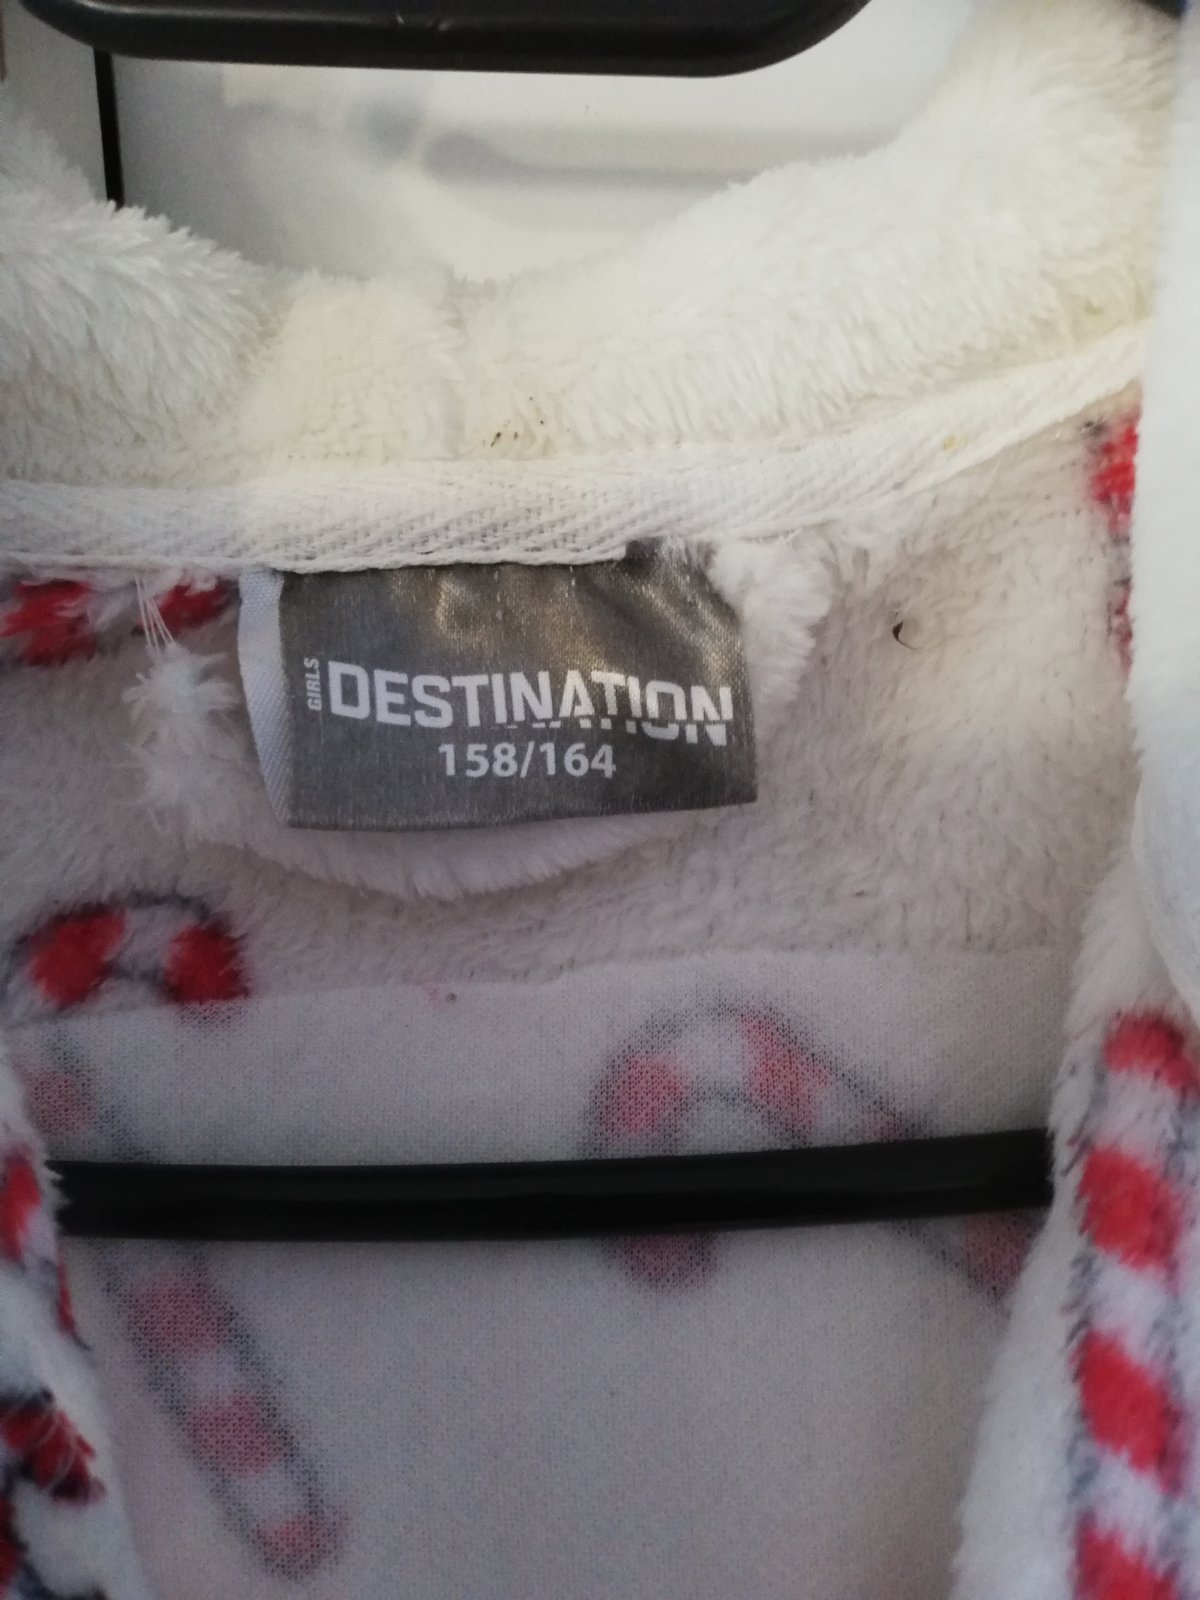 GIRLS
DESTINATION
158/164